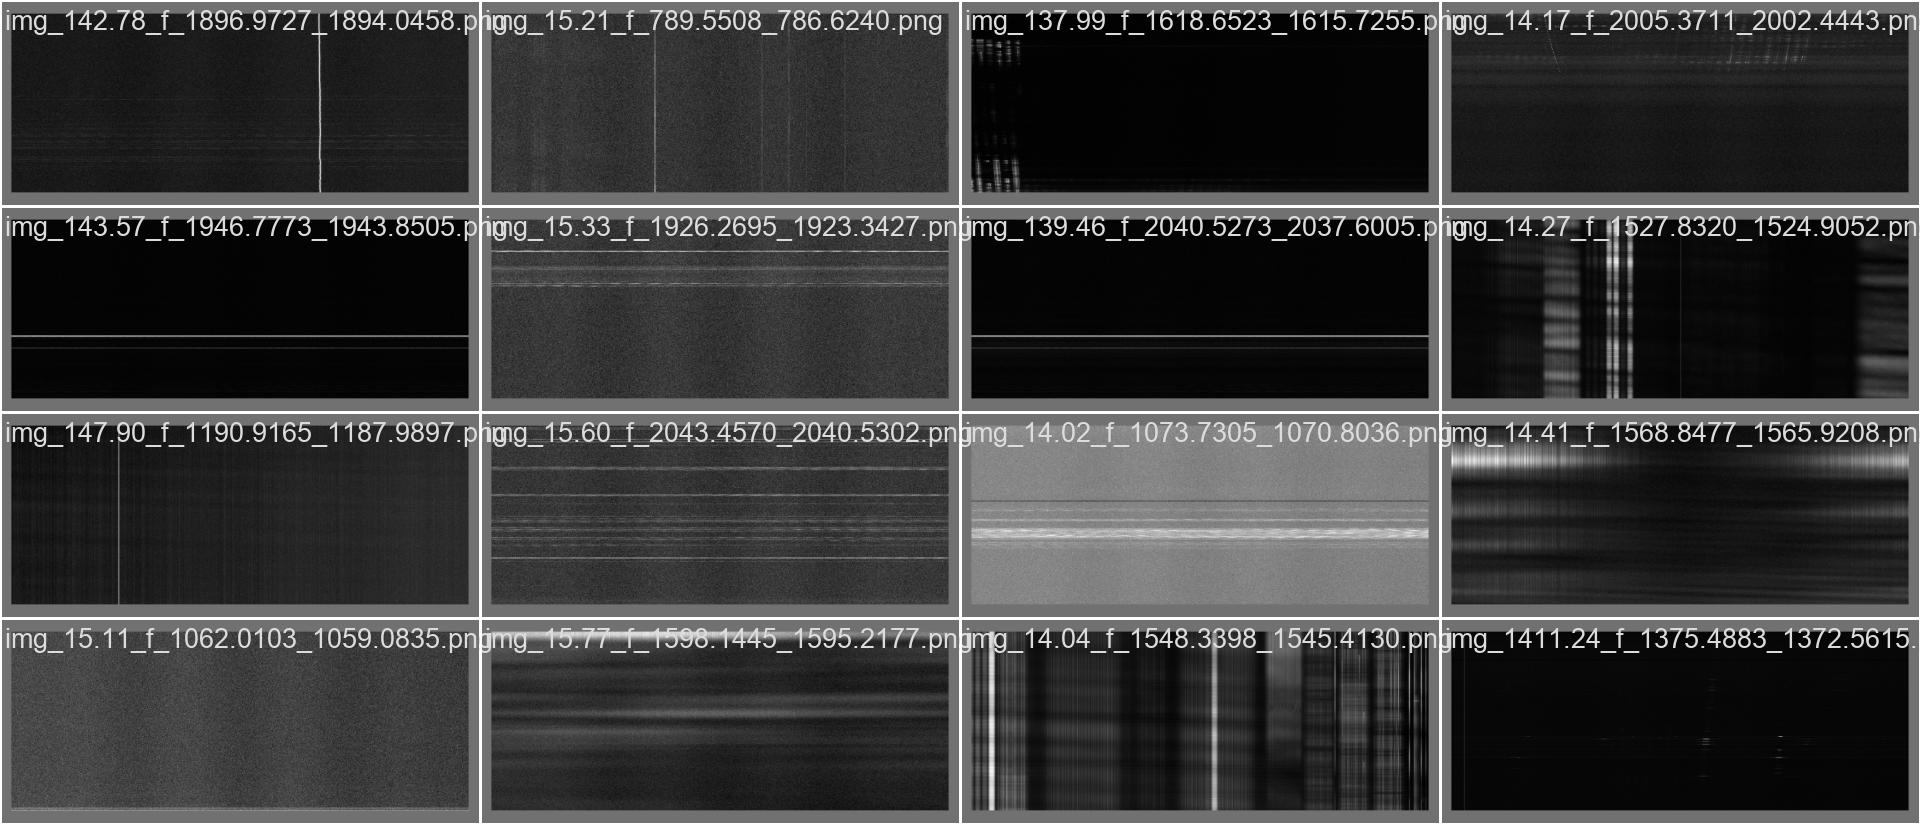 img_142.78_f_1896.9727_1894.0458.png
img_15.21_f_789.5508_786.6240.png
img_137.99_f_1618.6523_1615.7255.png
img_14.17_f_2005.3711_2002.4443.pn
img_143.57_f_1946.7773_1943.8505.png
img_15.33_f_1926.2695_1923.3427.png
img_139.46_f_2040.5273_2037.6005.png
img_14.27_f_1527.8320_1524.9052.pn
img_147.90_f_1190.9165_1187.9897.png
img_15.60_f_2043.4570_2040.5302.png
img_14.02_f_1073.7305_1070.8036.png
img_14.41_f_1568.8477_1565.9208.pn
img_15.11_f_1062.0103_1059.0835.png
img_15.77_f_1598.1445_1595.2177.png
img_14.04_f_1548.3398_1545.4130.png
img_1411.24_f_1375.4883_1372.5615.